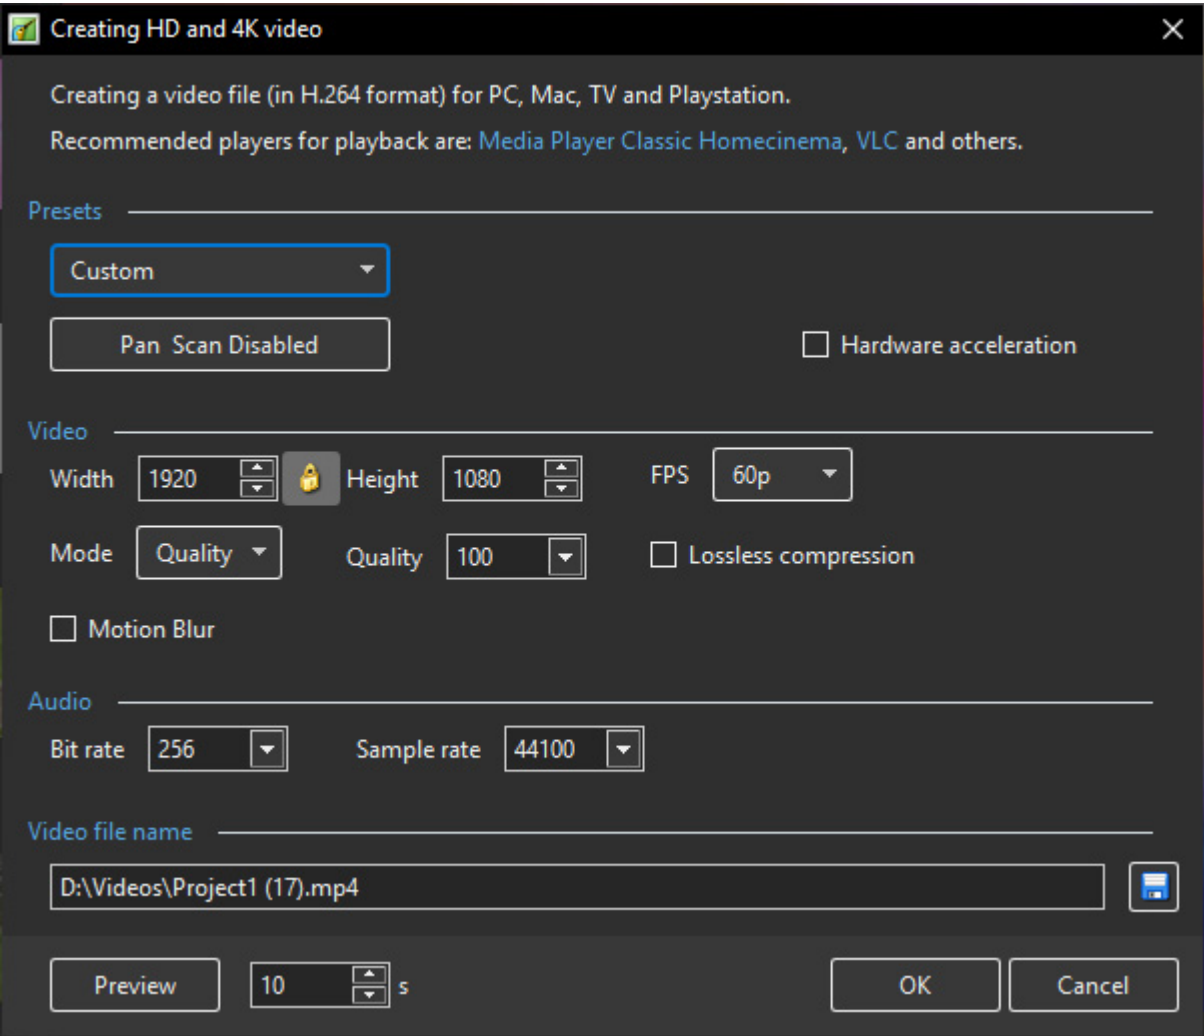 Creating HD and 4K video
Creating a video file (in H.264 format) for PC, Mac, TV and Playstation.
Recommended players for playback are: Media Player Classic Homecinema, VLC and others.
Presets
Custom
Pan Scan Disabled Hardware acceleration
Video
Width 1920 Height 1080 FPS 60p
Mode Quality Quality 100 Lossless compression
Motion Blur
Audio
Bit rate 256 Sample rate 44100
Video file name
D:\Videos\Project1 (17).mp4
Preview 10 s OK Cancel